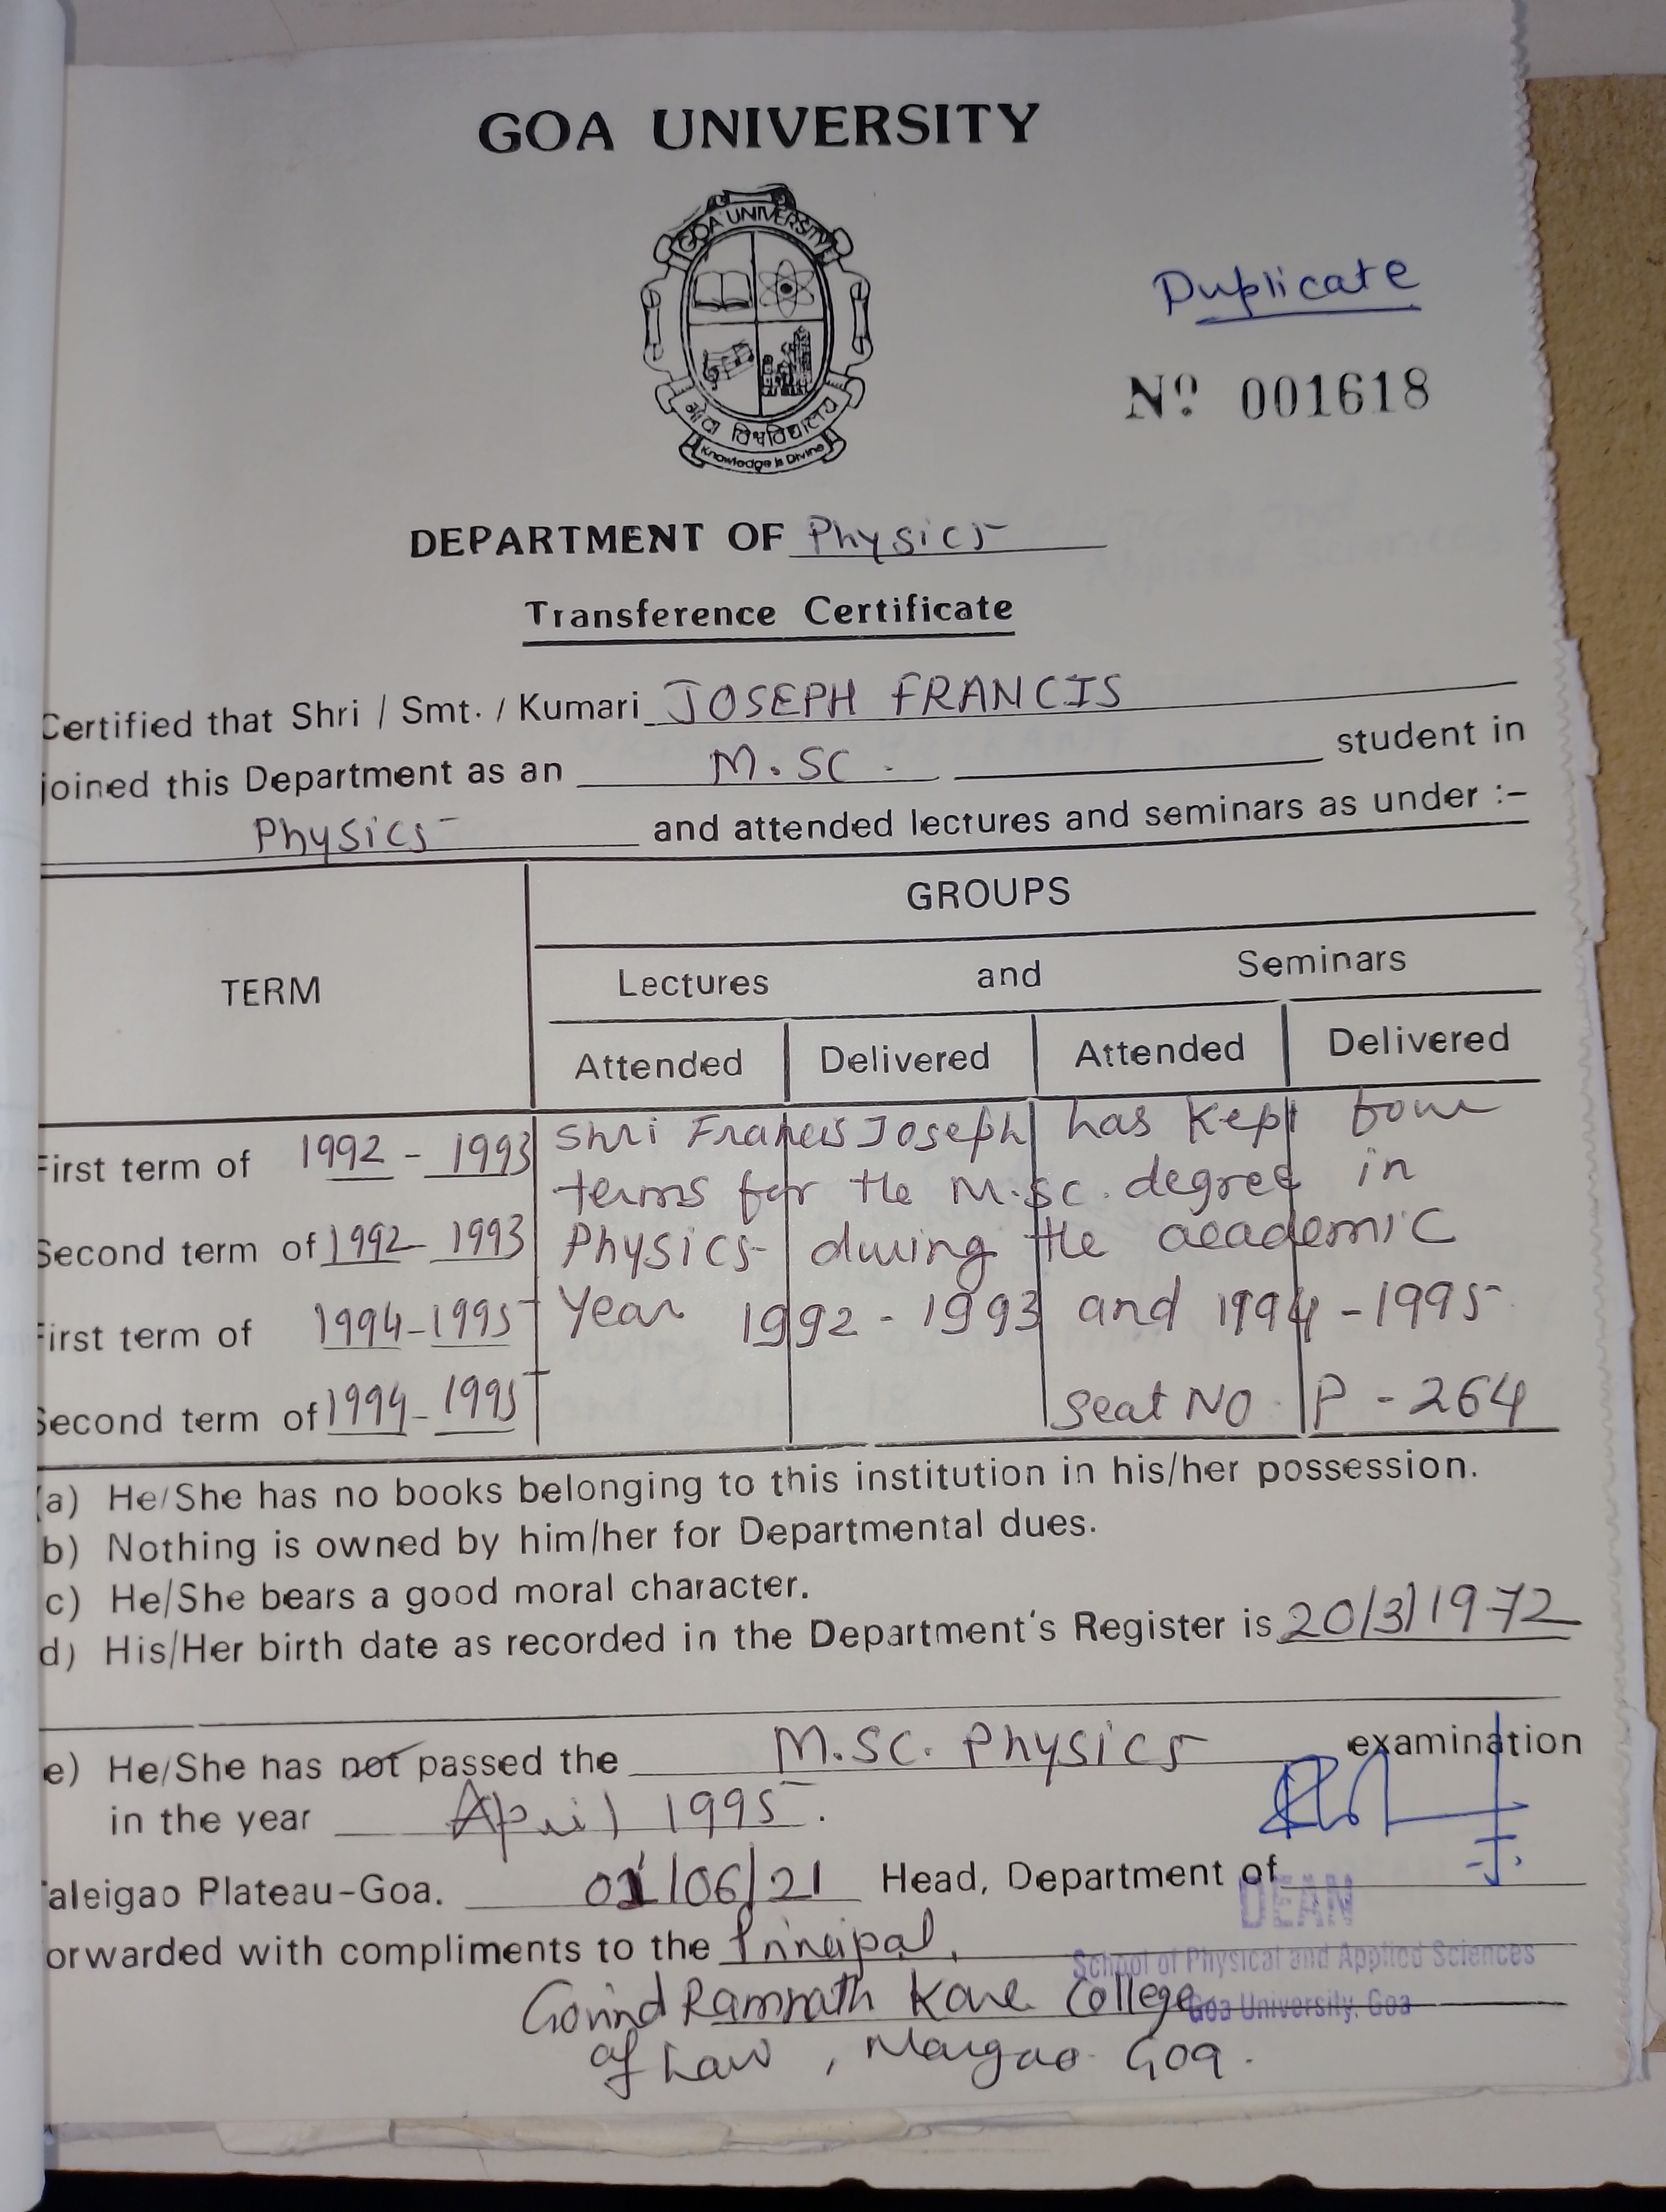 GOA UNIVERSITY
GOA UNIVERSITY
गोंय विश्वविद्यालय
Knowledge is Divine
Duplicate
Nº 001618
DEPARTMENT OF Physics
Transference Certificate
Certified that Shri / Smt. / Kumari JOSEPH FRANCIS
joined this Department as an M.SC. student in
Physics and attended lectures and seminars as under :-
TERM
GROUPS
Lectures and Seminars
Attended Delivered Attended Delivered
First term of 1992 - 1993 Shri Francis Joseph has kept four
terms for the M.Sc. degree in
Second term of 1992 - 1993 Physics during the academic
First term of 1994-1995 Year 1992 - 1993 and 1994 - 1995
Second term of 1994-1995 Seat NO. P - 264
(a) He/She has no books belonging to this institution in his/her possession.
b) Nothing is owned by him/her for Departmental dues.
c) He/She bears a good moral character.
d) His/Her birth date as recorded in the Department's Register is 20/3/1972
e) He/She has not passed the M.SC. Physics examination
in the year April 1995.
aleigao Plateau-Goa. 01/06/21 Head, Department of
DEAN
orwarded with compliments to the Principal,
School of Physical and Applied Sciences
Govind Ramnath Kare College
Goa University, Goa
of Law, Margao Goa.